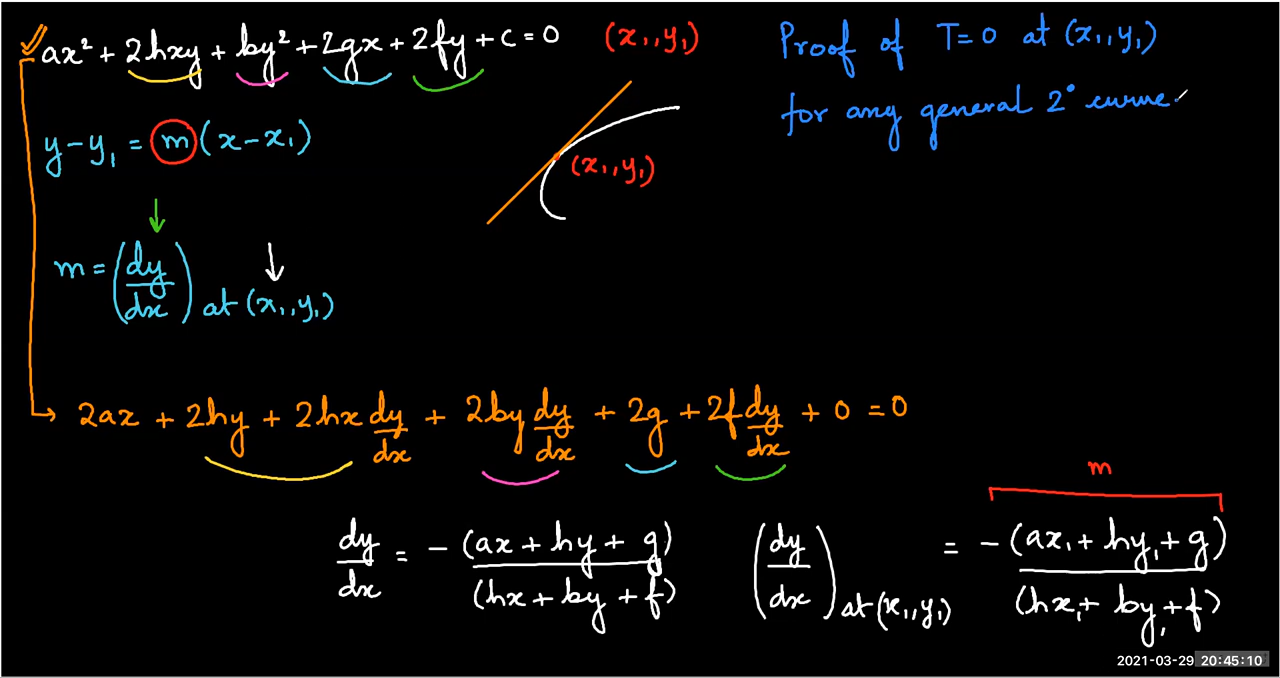 ax² + 2hxy + by² + 2gx + 2fy + c = 0 (x₁, y₁)
Proof of T = 0 at (x₁, y₁)
for any general 2° curve
y - y₁ = m (x - x₁)
(x₁, y₁)
m = (dy/dx) at (x₁, y₁)
2ax + 2hy + 2hx dy/dx + 2by dy/dx + 2g + 2f dy/dx + 0 = 0
m
dy/dx = - (ax + hy + g)/(hx + by + f) (dy/dx) at (x₁, y₁) = - (ax₁ + hy₁ + g)/(hx₁ + by₁ + f)
2021-03-29 20:45:10